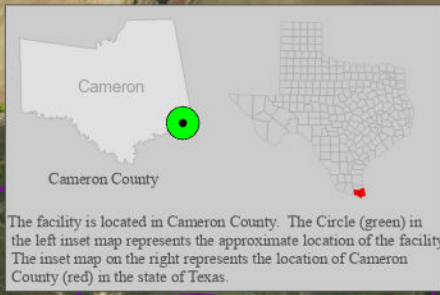 Cameron
Cameron County
The facility is located in Cameron County.  The Circle (green) in
the left inset map represents the approximate location of the facility.
The inset map on the right represents the location of Cameron
County (red) in the state of Texas.